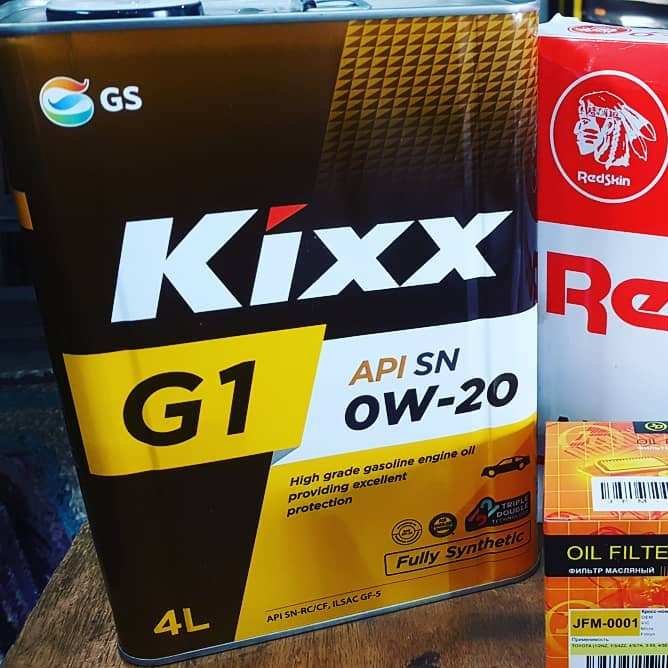 GS
Kixx
G1
API SN
0W-20
High grade gasoline engine oil
providing excellent
protection
TRIPLE
DOUBLE
Fully Synthetic
API SN-RC/CF, ILSAC GF-5
4L
RedSkin
Re
OIL FILTE
ФИЛЬТР МАСЛЯНЫЙ
JFM-0001
Применимость